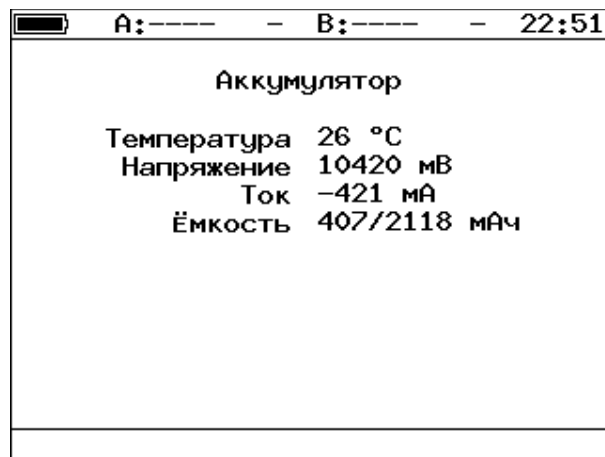 A:---- - B:---- - 22:51
Аккумулятор
Температура 26 °C
Напряжение 10420 мВ
Ток -421 мА
Ёмкость 407/2118 мАч